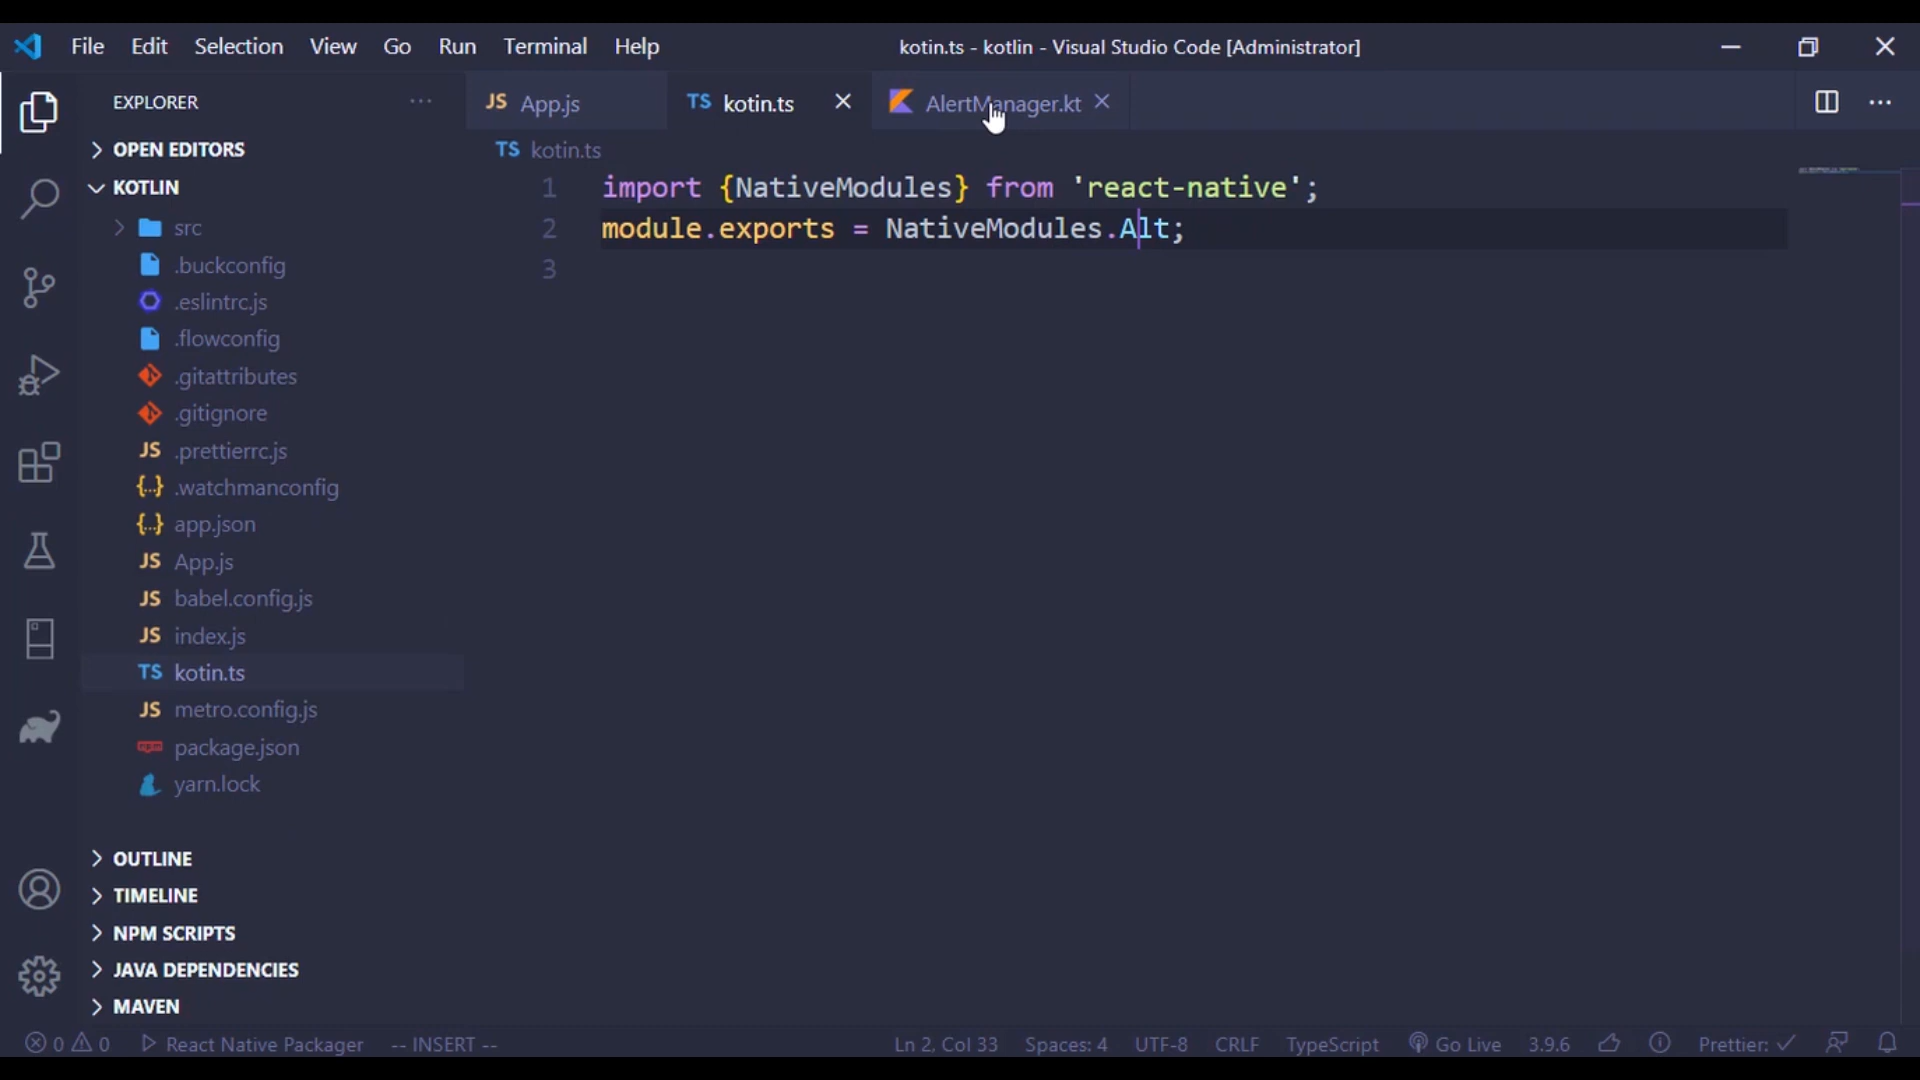 File Edit Selection View Go Run Terminal Help
kotin.ts - kotlin - Visual Studio Code [Administrator]
EXPLORER
OPEN EDITORS
KOTLIN
src
.buckconfig
.eslintrc.js
.flowconfig
.gitattributes
.gitignore
JS .prettierrc.js
{..} .watchmanconfig
{..} app.json
JS App.js
JS babel.config.js
JS index.js
TS kotin.ts
JS metro.config.js
npm package.json
yarn.lock
OUTLINE
TIMELINE
NPM SCRIPTS
JAVA DEPENDENCIES
MAVEN
JS App.js TS kotin.ts AlertManager.kt
TS kotin.ts
1 import {NativeModules} from 'react-native';
2 module.exports = NativeModules.Alt;
3
0 0 React Native Packager -- INSERT -- Ln 2, Col 33 Spaces: 4 UTF-8 CRLF TypeScript Go Live 3.9.6 Prettier: ✓